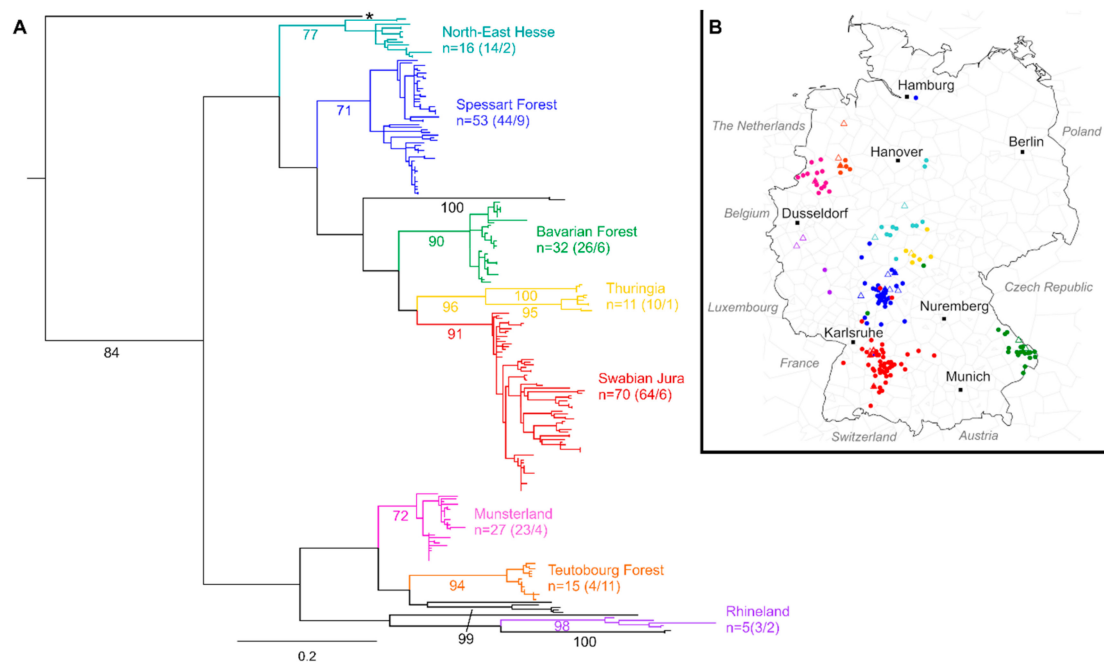 A
*
77
North-East Hesse
n=16 (14/2)
71
Spessart Forest
n=53 (44/9)
100
90
Bavarian Forest
n=32 (26/6)
Thuringia
n=11 (10/1)
100
96
95
91
Swabian Jura
n=70 (64/6)
84
72
Munsterland
n=27 (23/4)
Teutobourg Forest
n=15 (4/11)
94
Rhineland
n=5(3/2)
98
99
100
0.2
B
Hamburg
The Netherlands
Poland
Berlin
Hanover
Belgium
Dusseldorf
Czech Republic
Luxembourg
Nuremberg
Karlsruhe
France
Munich
Switzerland
Austria